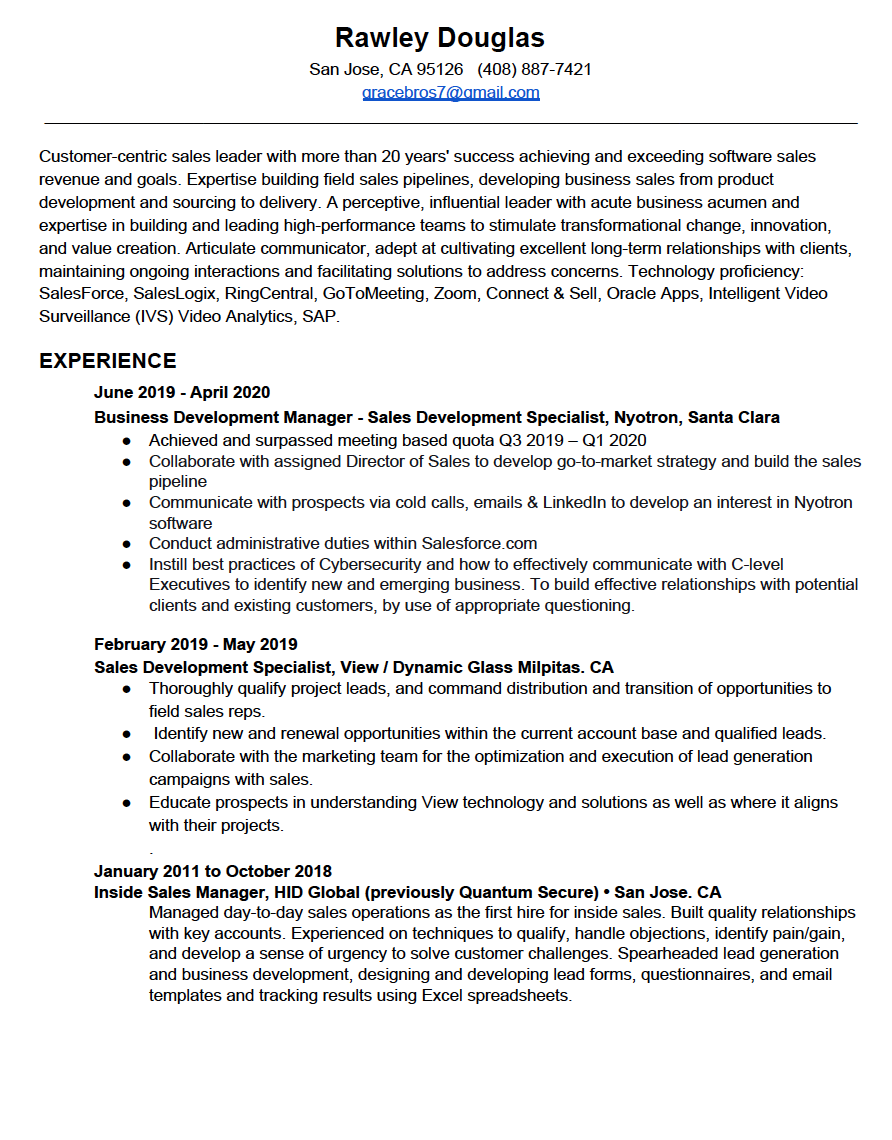 Rawley Douglas
San Jose, CA 95126 (408) 887-7421
gracebros7@gmail.com
Customer-centric sales leader with more than 20 years' success achieving and exceeding software sales
revenue and goals. Expertise building field sales pipelines, developing business sales from product
development and sourcing to delivery. A perceptive, influential leader with acute business acumen and
expertise in building and leading high-performance teams to stimulate transformational change, innovation,
and value creation. Articulate communicator, adept at cultivating excellent long-term relationships with clients,
maintaining ongoing interactions and facilitating solutions to address concerns. Technology proficiency:
SalesForce, SalesLogix, RingCentral, GoToMeeting, Zoom, Connect & Sell, Oracle Apps, Intelligent Video
Surveillance (IVS) Video Analytics, SAP.
EXPERIENCE
June 2019 - April 2020
Business Development Manager - Sales Development Specialist, Nyotron, Santa Clara
● Achieved and surpassed meeting based quota Q3 2019 – Q1 2020
● Collaborate with assigned Director of Sales to develop go-to-market strategy and build the sales
pipeline
● Communicate with prospects via cold calls, emails & LinkedIn to develop an interest in Nyotron
software
● Conduct administrative duties within Salesforce.com
● Instill best practices of Cybersecurity and how to effectively communicate with C-level
Executives to identify new and emerging business. To build effective relationships with potential
clients and existing customers, by use of appropriate questioning.
February 2019 - May 2019
Sales Development Specialist, View / Dynamic Glass Milpitas. CA
● Thoroughly qualify project leads, and command distribution and transition of opportunities to
field sales reps.
● Identify new and renewal opportunities within the current account base and qualified leads.
● Collaborate with the marketing team for the optimization and execution of lead generation
campaigns with sales.
● Educate prospects in understanding View technology and solutions as well as where it aligns
with their projects.
.
January 2011 to October 2018
Inside Sales Manager, HID Global (previously Quantum Secure) • San Jose. CA
Managed day-to-day sales operations as the first hire for inside sales. Built quality relationships
with key accounts. Experienced on techniques to qualify, handle objections, identify pain/gain,
and develop a sense of urgency to solve customer challenges. Spearheaded lead generation
and business development, designing and developing lead forms, questionnaires, and email
templates and tracking results using Excel spreadsheets.